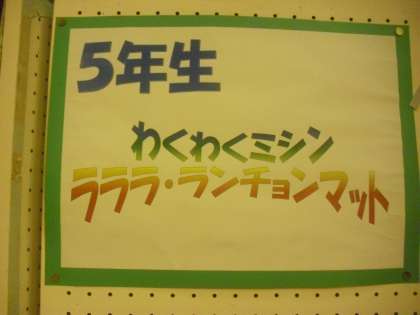 5年生
わくわくミシン
ラララ・ランチョンマット